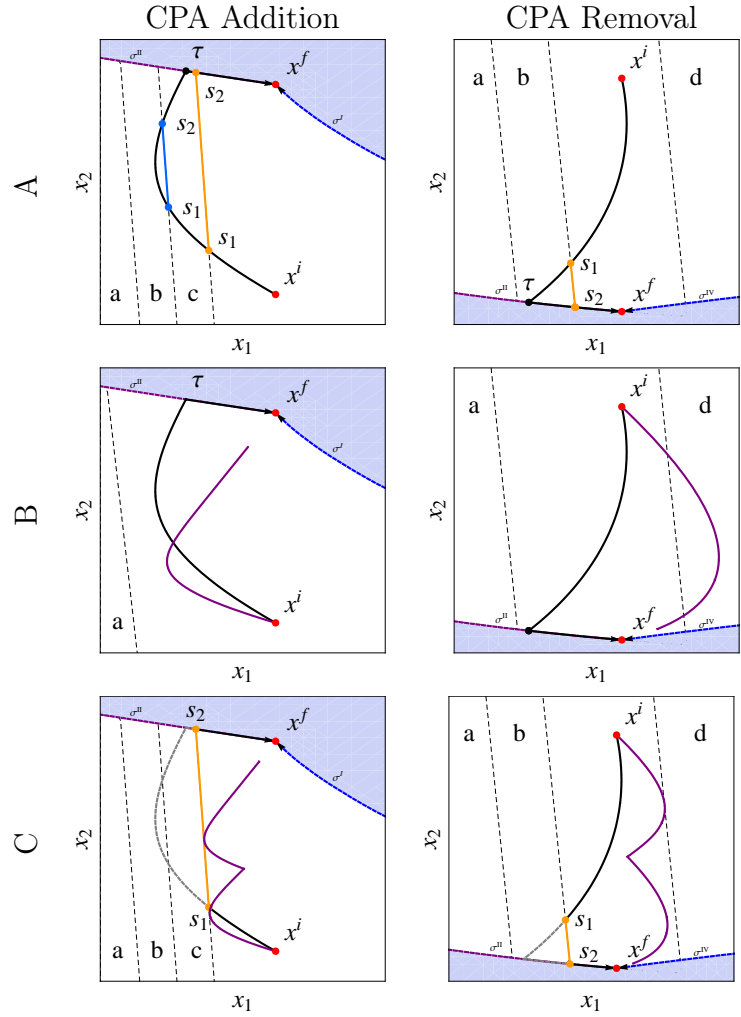 CPA Addition
CPA Removal
A
x₂
σᴵᴵ
τ
xᶠ
s₂
σᴵ
s₂
s₁
s₁
xⁱ
a
b
c
x₁
x₂
a
b
xⁱ
d
s₁
τ
s₂
xᶠ
σᴵᴵ
σᴵⱽ
x₁
B
x₂
σᴵᴵ
τ
xᶠ
σᴵ
xⁱ
a
x₁
x₂
a
xⁱ
d
σᴵᴵ
xᶠ
σᴵⱽ
x₁
C
x₂
σᴵᴵ
s₂
xᶠ
σᴵ
s₁
xⁱ
a
b
c
x₁
x₂
a
b
xⁱ
d
s₁
s₂
xᶠ
σᴵᴵ
σᴵⱽ
x₁